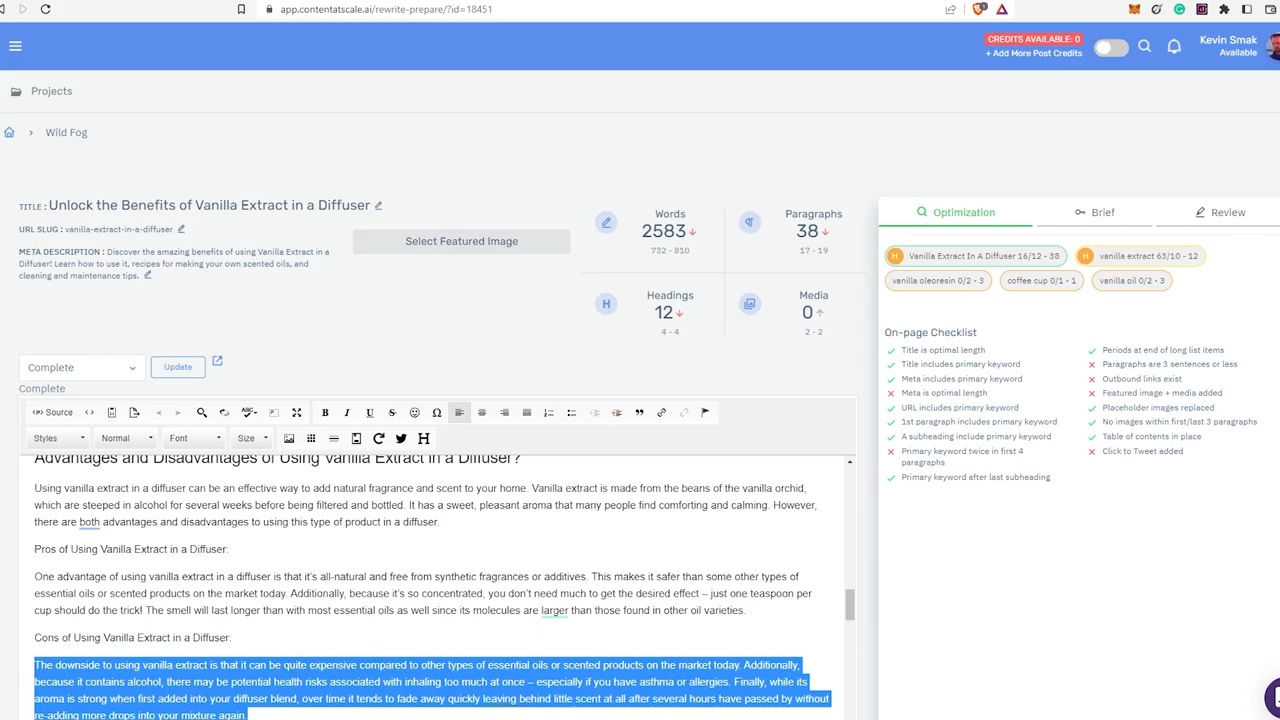 app.contentatscale.ai/rewrite-prepare/?id=18451
CREDITS AVAILABLE: 0
+ Add More Post Credits
Kevin Smak
Available
Projects
Wild Fog
TITLE : Unlock the Benefits of Vanilla Extract in a Diffuser
URL SLUG : vanilla-extract-in-a-diffuser
META DESCRIPTION : Discover the amazing benefits of using Vanilla Extract in a
Diffuser! Learn how to use it, recipes for making your own scented oils, and
cleaning and maintenance tips.
Select Featured Image
Words
2583
732 - 810
Paragraphs
38
17 - 19
H
Headings
12
4 - 4
Media
0
2 - 2
Optimization
Brief
Review
H Vanilla Extract In A Diffuser 16/12 - 38
H vanilla extract 63/10 - 12
vanilla oleoresin 0/2 - 3
coffee cup 0/1 - 1
vanilla oil 0/2 - 3
On-page Checklist
Title is optimal length
Title includes primary keyword
Meta includes primary keyword
Meta is optimal length
URL includes primary keyword
1st paragraph includes primary keyword
A subheading include primary keyword
Primary keyword twice in first 4
paragraphs
Primary keyword after last subheading
Periods at end of long list items
Paragraphs are 3 sentences or less
Outbound links exist
Featured image + media added
Placeholder images replaced
No images within first/last 3 paragraphs
Table of contents in place
Click to Tweet added
Complete
Update
Complete
Source
B I U S
Styles Normal Font Size
H
Advantages and Disadvantages of Using Vanilla Extract in a Diffuser?
Using vanilla extract in a diffuser can be an effective way to add natural fragrance and scent to your home. Vanilla extract is made from the beans of the vanilla orchid,
which are steeped in alcohol for several weeks before being filtered and bottled. It has a sweet, pleasant aroma that many people find comforting and calming. However,
there are both advantages and disadvantages to using this type of product in a diffuser.
Pros of Using Vanilla Extract in a Diffuser:
One advantage of using vanilla extract in a diffuser is that it's all-natural and free from synthetic fragrances or additives. This makes it safer than some other types of
essential oils or scented products on the market today. Additionally, because it's so concentrated, you don't need much to get the desired effect – just one teaspoon per
cup should do the trick! The smell will last longer than with most essential oils as well since its molecules are larger than those found in other oil varieties.
Cons of Using Vanilla Extract in a Diffuser:
The downside to using vanilla extract is that it can be quite expensive compared to other types of essential oils or scented products on the market today. Additionally,
because it contains alcohol, there may be potential health risks associated with inhaling too much at once – especially if you have asthma or allergies. Finally, while its
aroma is strong when first added into your diffuser blend, over time it tends to fade away quickly leaving behind little scent at all after several hours have passed by without
re-adding more drops into your mixture again.